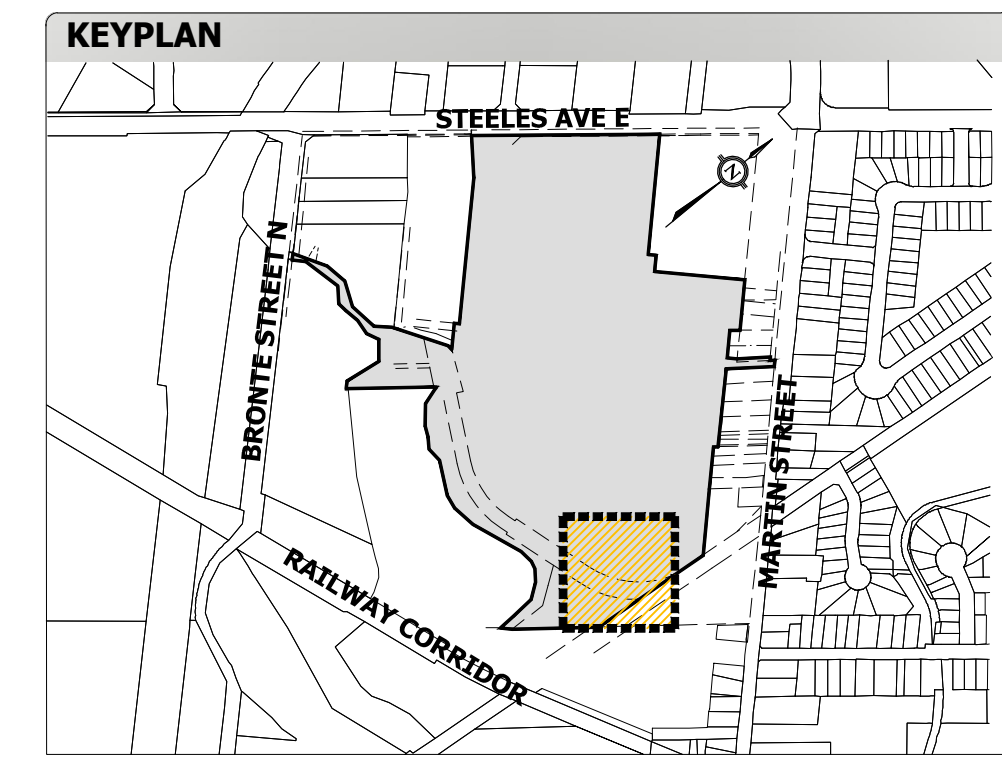 KEYPLAN
STEELES AVE E
N
BRONTE STREET N
MARTIN STREET
RAILWAY CORRIDOR